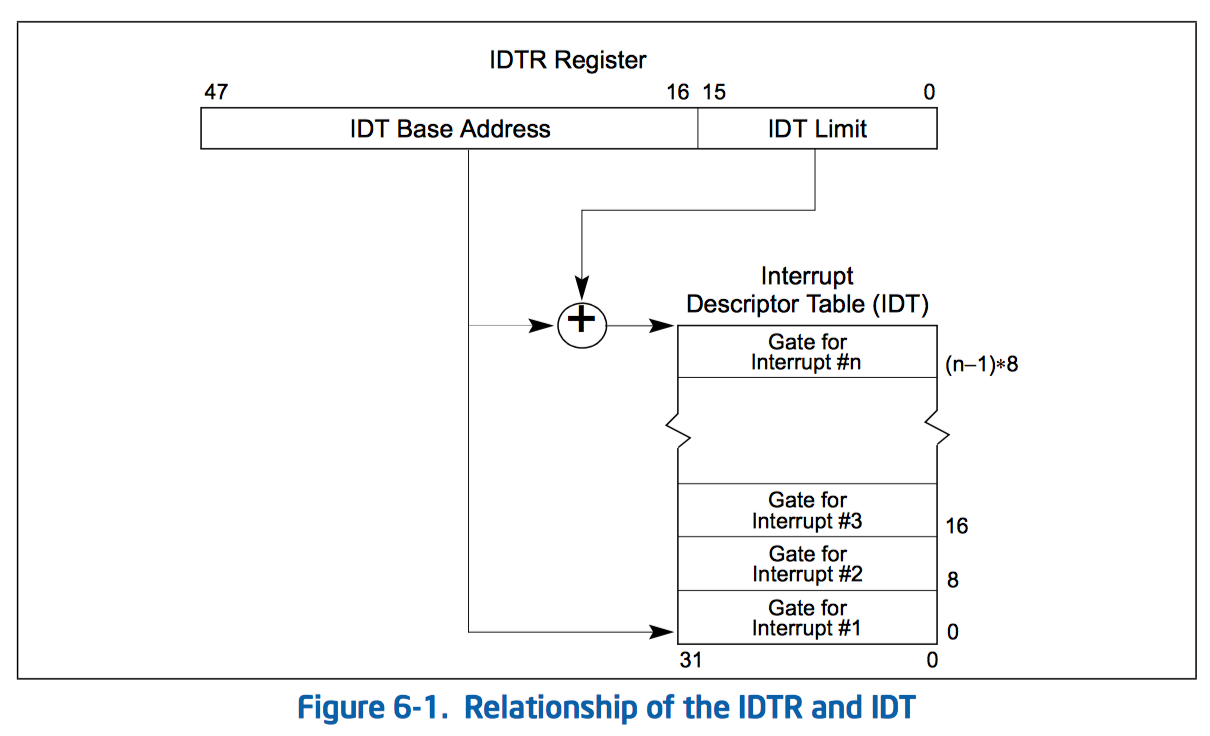 IDTR Register
47 16 15 0
IDT Base Address IDT Limit
+
Interrupt
Descriptor Table (IDT)
Gate for
Interrupt #n
(n−1)∗8
Gate for
Interrupt #3
16
Gate for
Interrupt #2
8
Gate for
Interrupt #1
0
31 0
Figure 6-1. Relationship of the IDTR and IDT